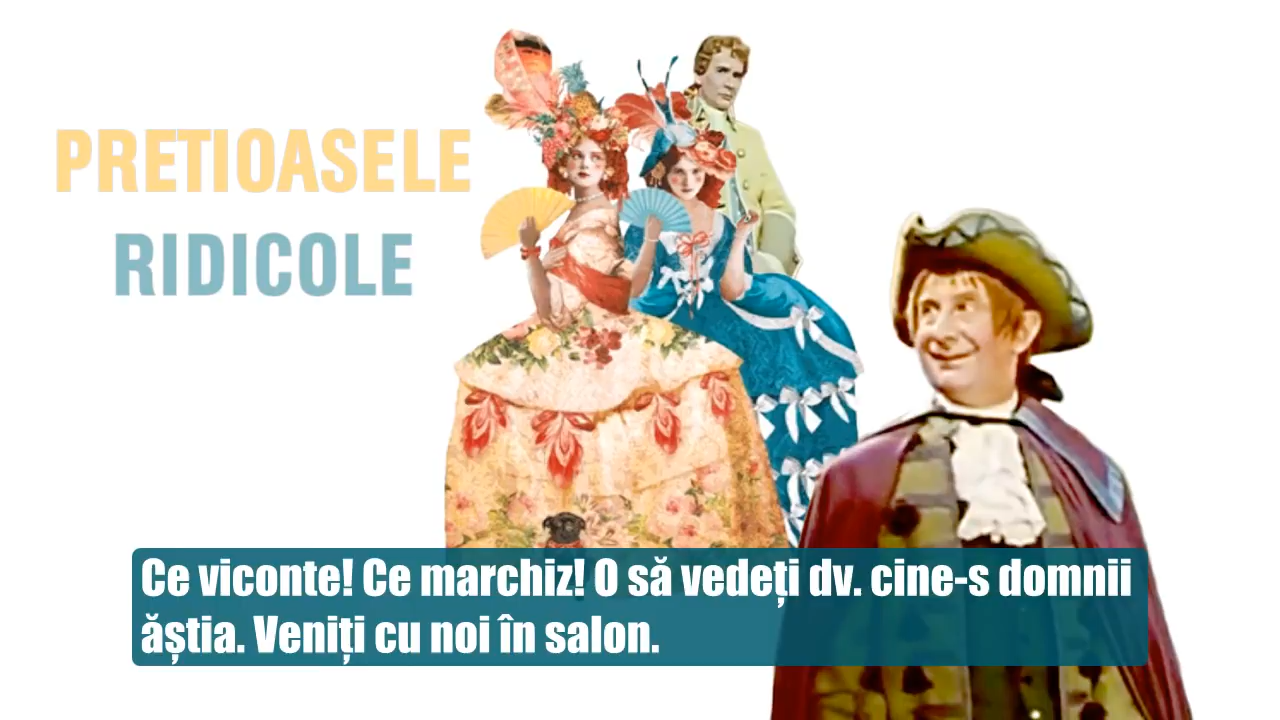 PRETIOASELE
RIDICOLE
Ce viconte! Ce marchiz! O să vedeți dv. cine-s domnii
ăștia. Veniți cu noi în salon.